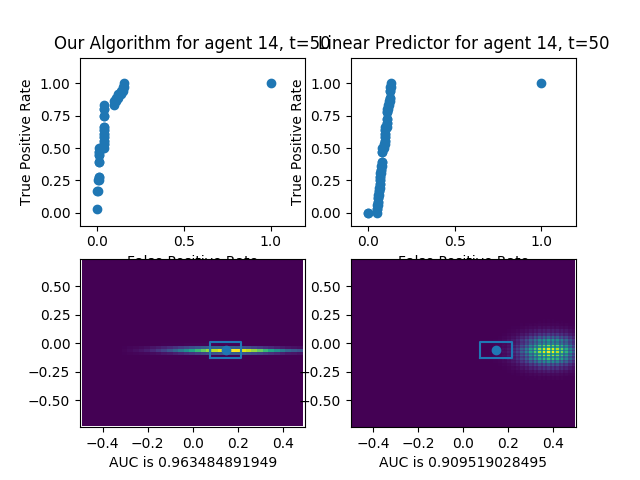 Our Algorithm for agent 14, t=50
Linear Predictor for agent 14, t=50
True Positive Rate
1.00
0.75
0.50
0.25
0.00
0.0 0.5 1.0
False Positive Rate
True Positive Rate
1.00
0.75
0.50
0.25
0.00
0.0 0.5 1.0
False Positive Rate
0.50
0.25
0.00
−0.25
−0.50
−0.4 −0.2 0.0 0.2 0.4
AUC is 0.963484891949
0.50
0.25
0.00
−0.25
−0.50
−0.4 −0.2 0.0 0.2 0.4
AUC is 0.909519028495